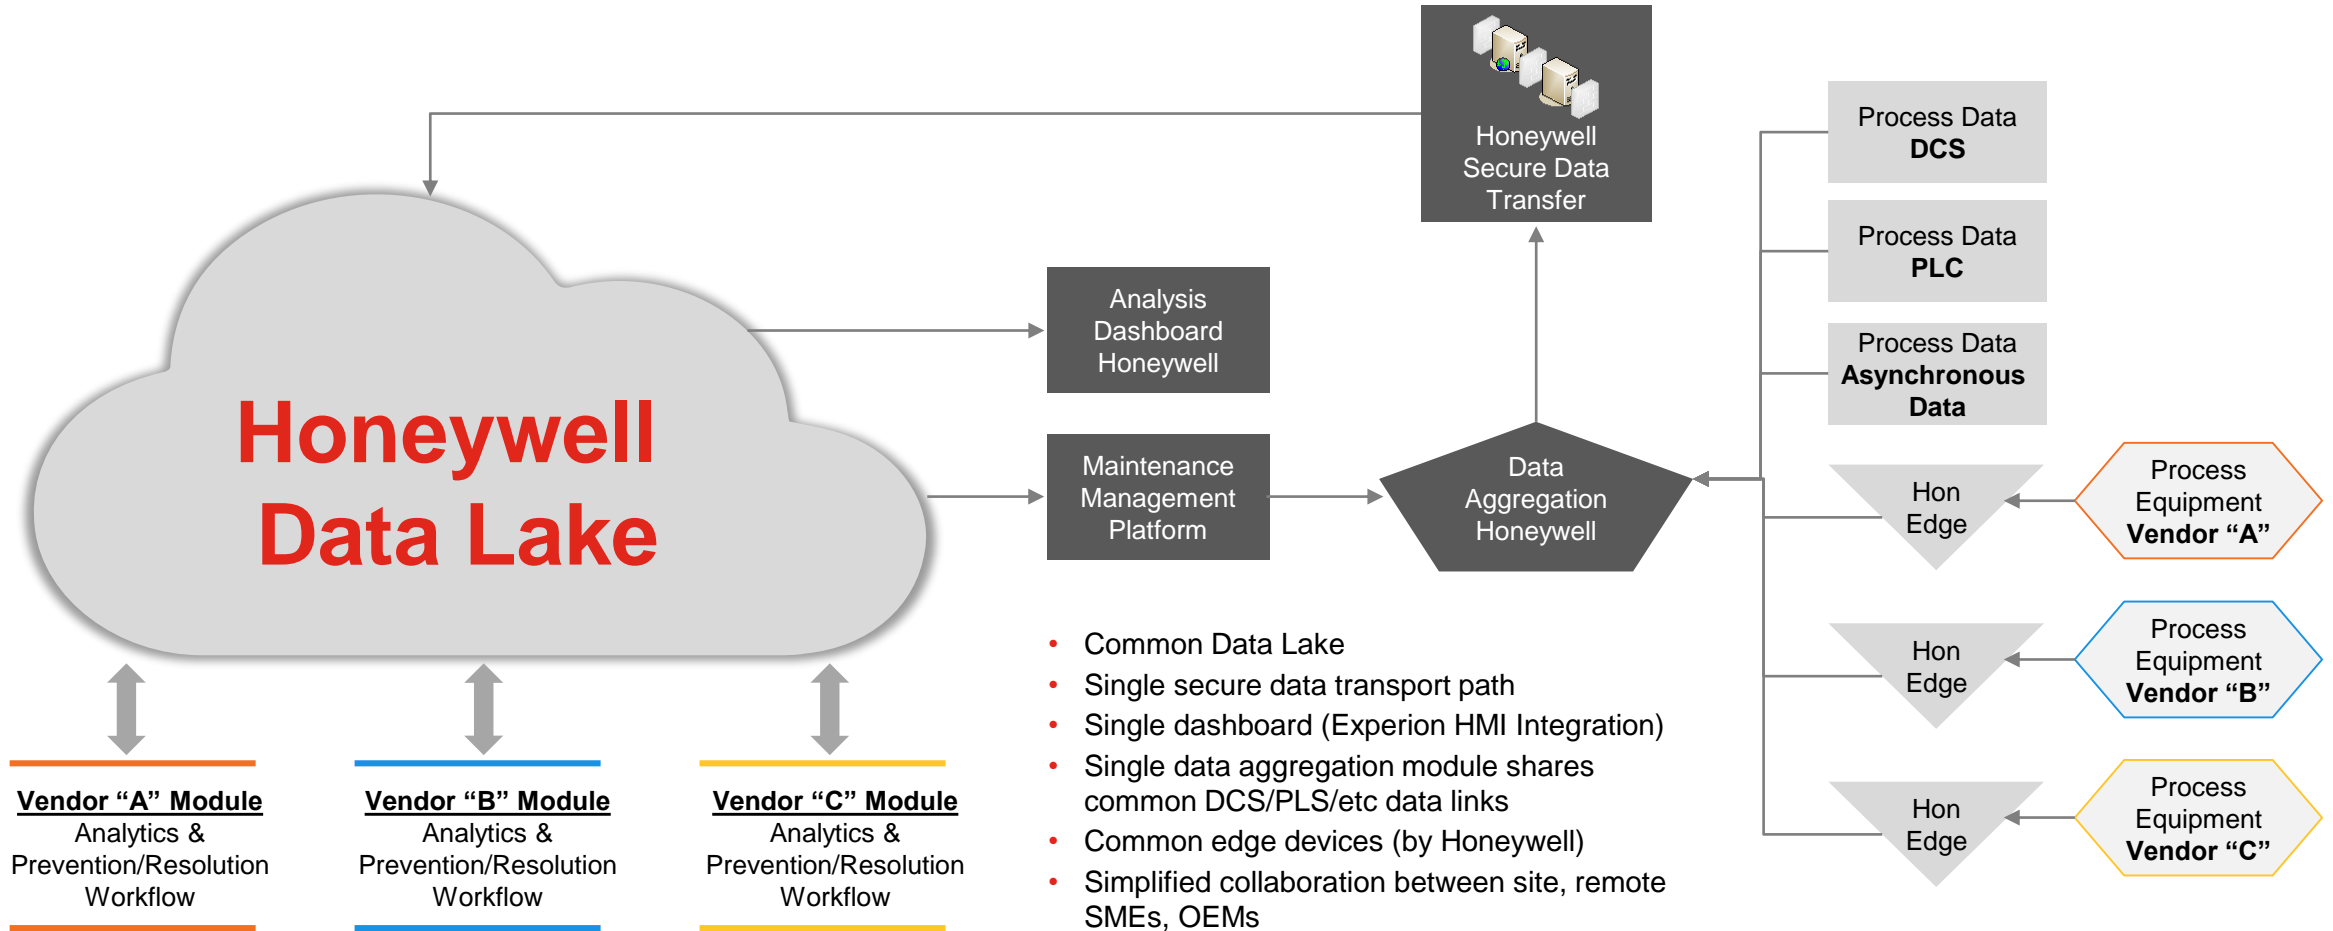 Honeywell
Secure Data
Transfer
Process Data
DCS
Process Data
PLC
Process Data
Asynchronous
Data
Analysis
Dashboard
Honeywell
Honeywell
Data Lake
Maintenance
Management
Platform
Data
Aggregation
Honeywell
Hon
Edge
Process
Equipment
Vendor “A”
Hon
Edge
Process
Equipment
Vendor “B”
Hon
Edge
Process
Equipment
Vendor “C”
• Common Data Lake
• Single secure data transport path
• Single dashboard (Experion HMI Integration)
• Single data aggregation module shares
common DCS/PLS/etc data links
• Common edge devices (by Honeywell)
• Simplified collaboration between site, remote
SMEs, OEMs
Vendor “A” Module
Analytics &
Prevention/Resolution
Workflow
Vendor “B” Module
Analytics &
Prevention/Resolution
Workflow
Vendor “C” Module
Analytics &
Prevention/Resolution
Workflow